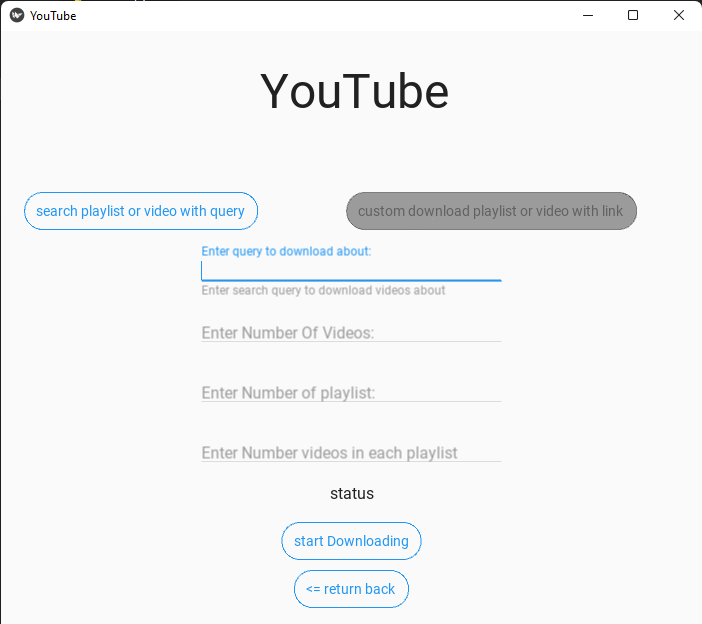 YouTube
YouTube
search playlist or video with query
custom download playlist or video with link
Enter query to download about:
Enter search query to download videos about
Enter Number Of Videos:
Enter Number of playlist:
Enter Number videos in each playlist
status
start Downloading
<= return back